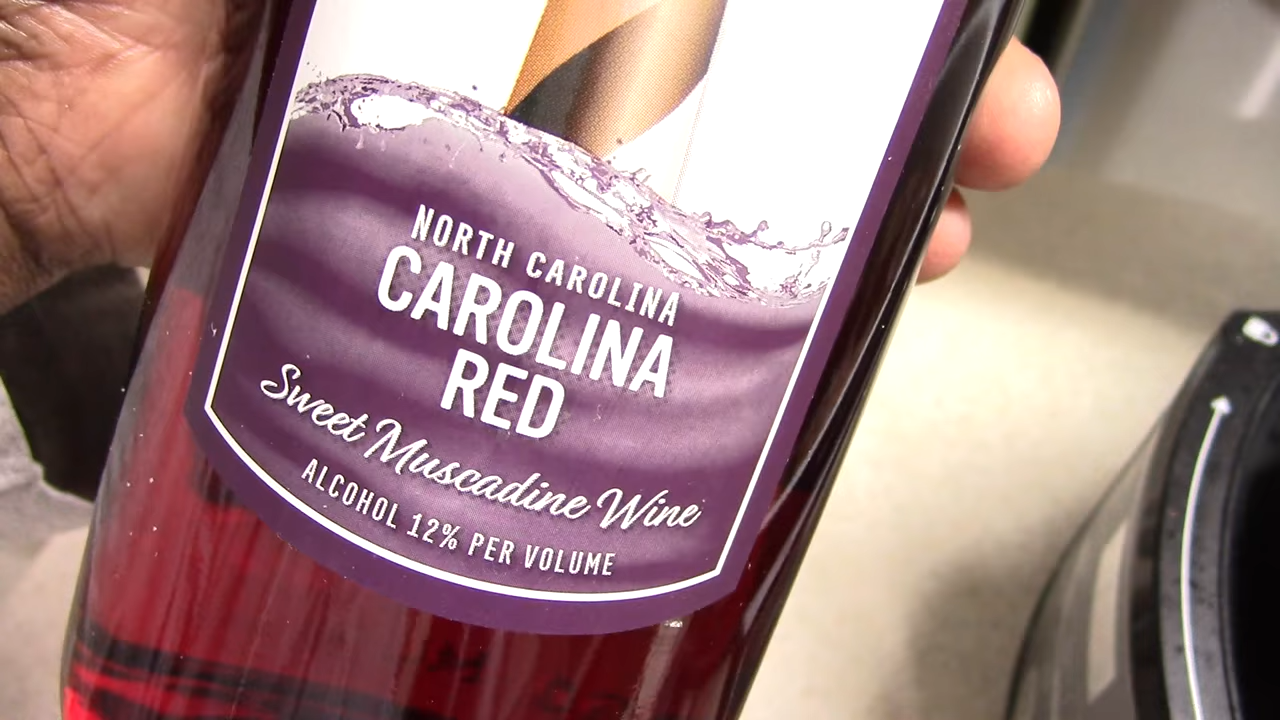 NORTH CAROLINA
CAROLINA
RED
Sweet Muscadine Wine
ALCOHOL 12% PER VOLUME